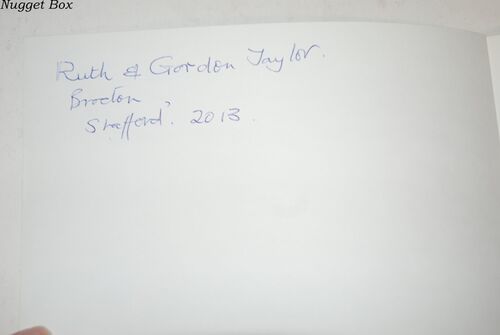 Nugget Box
Ruth & Gordon Taylor.
Brocton,
Stafford. 2013.